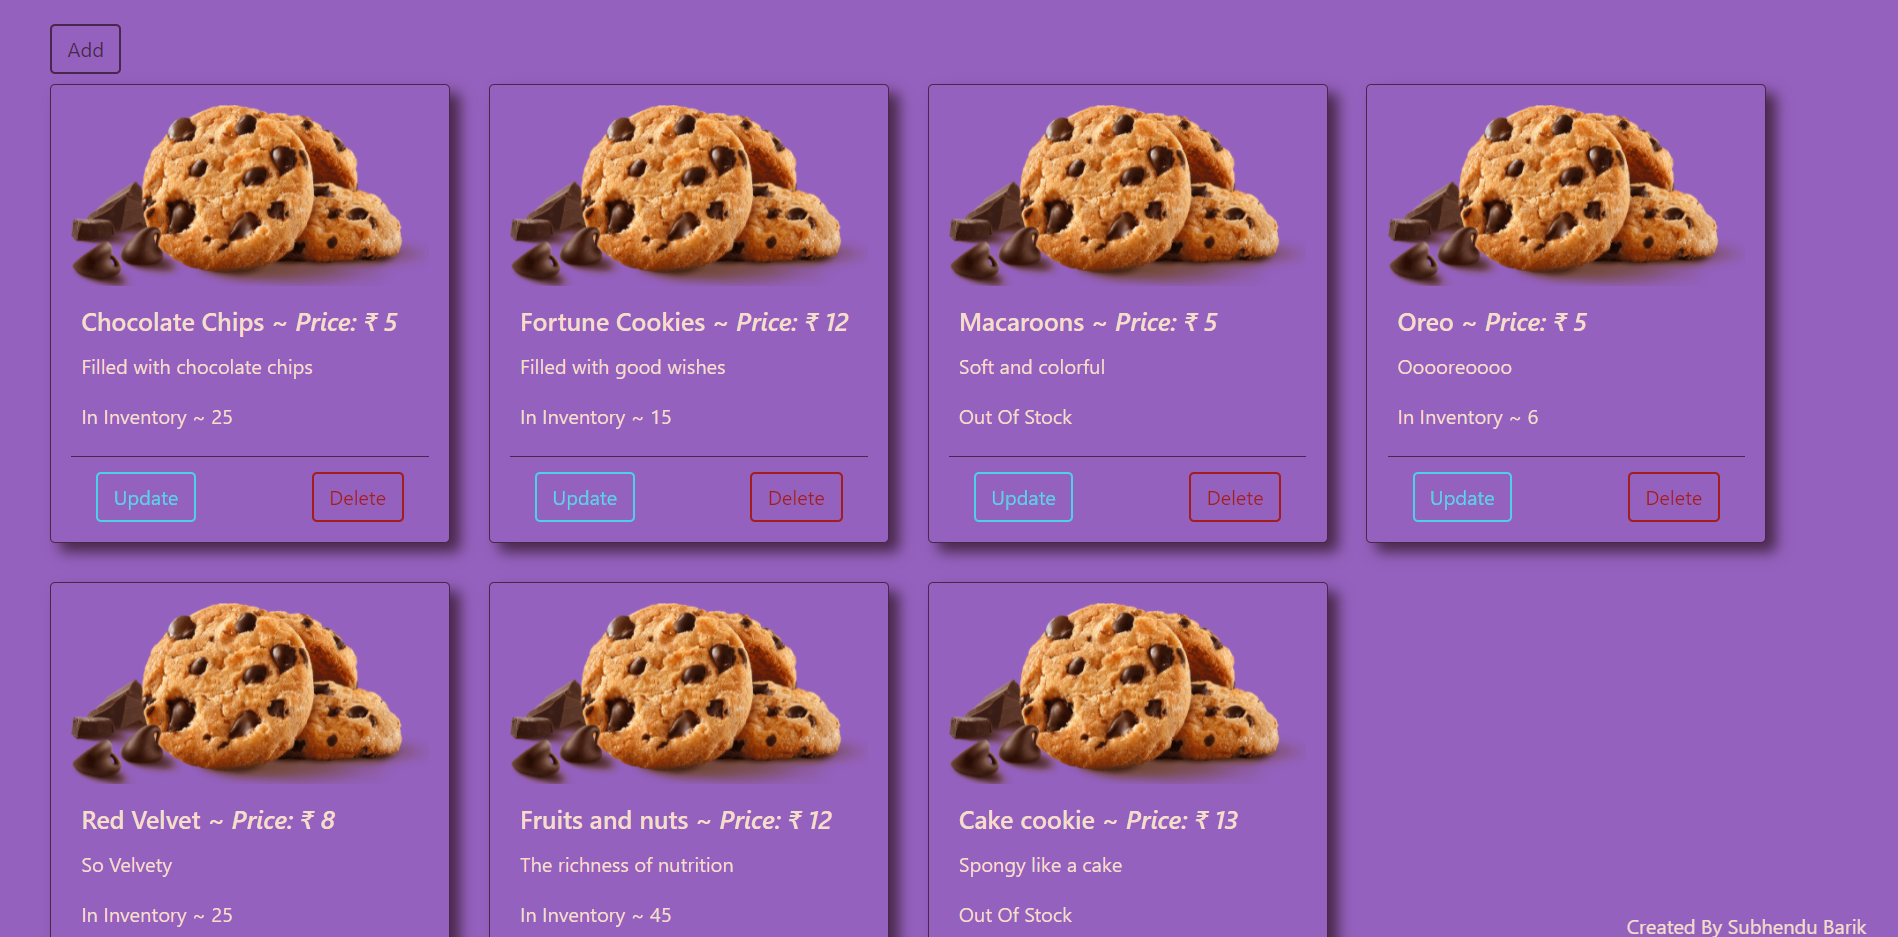 Add
Chocolate Chips ~ Price: ₹ 5
Filled with chocolate chips
In Inventory ~ 25
Update
Delete
Fortune Cookies ~ Price: ₹ 12
Filled with good wishes
In Inventory ~ 15
Update
Delete
Macaroons ~ Price: ₹ 5
Soft and colorful
Out Of Stock
Update
Delete
Oreo ~ Price: ₹ 5
Ooooreoooo
In Inventory ~ 6
Update
Delete
Red Velvet ~ Price: ₹ 8
So Velvety
In Inventory ~ 25
Fruits and nuts ~ Price: ₹ 12
The richness of nutrition
In Inventory ~ 45
Cake cookie ~ Price: ₹ 13
Spongy like a cake
Out Of Stock
Created By Subhendu Barik